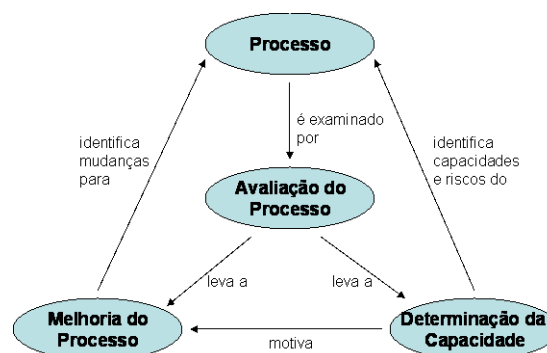 Processo
é examinado
por
identifica
mudanças
para
identifica
capacidades
e riscos do
Avaliação do
Processo
leva a
leva a
Melhoria do
Processo
motiva
Determinação da
Capacidade